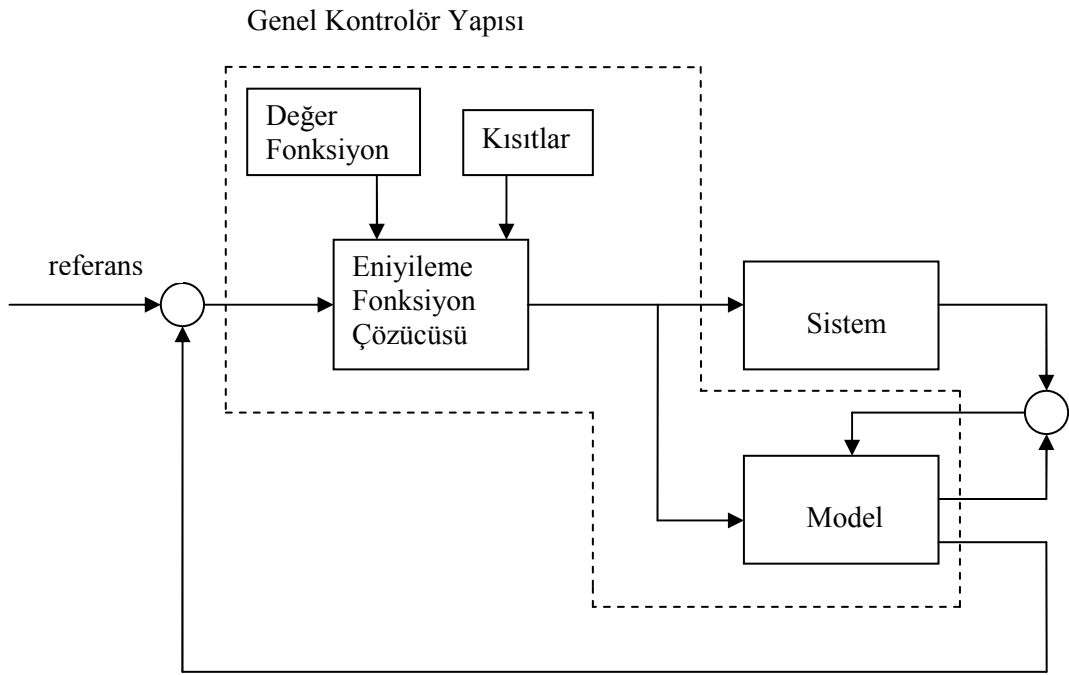 Genel Kontrolör Yapısı
Değer
Fonksiyon
Kısıtlar
referans
Eniyileme
Fonksiyon
Çözücüsü
Sistem
Model